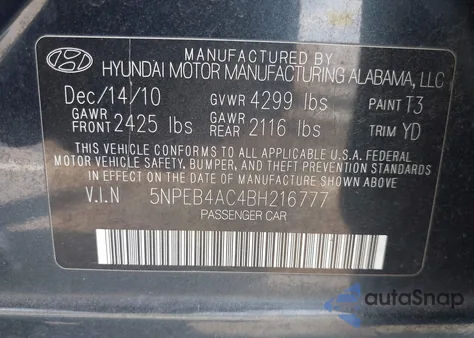 MANUFACTURED BY
HYUNDAI MOTOR MANUFACTURING ALABAMA, LLC
Dec/14/10 GVWR 4299 lbs PAINT T3
GAWR FRONT 2425 lbs GAWR REAR 2116 lbs TRIM YD
THIS VEHICLE CONFORMS TO ALL APPLICABLE U.S.A. FEDERAL
MOTOR VEHICLE SAFETY, BUMPER, AND THEFT PREVENTION STANDARDS
IN EFFECT ON THE DATE OF MANUFACTURE SHOWN ABOVE.
V.I.N 5NPEB4AC4BH216777
PASSENGER CAR
autoSnap